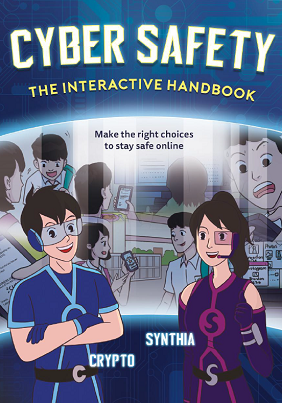 CYBER SAFETY
THE INTERACTIVE HANDBOOK
Make the right choices
to stay safe online
SYNTHIA
CRYPTO
S
C
S